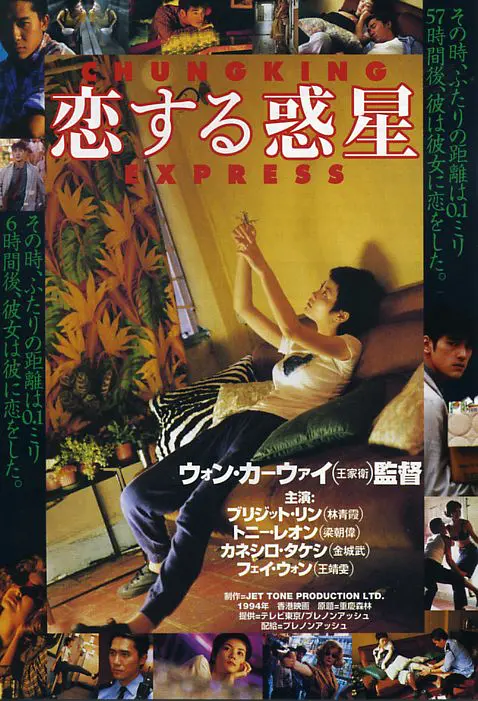 その時、ふたりの距離は0.1ミリ
57時間後、彼は彼女に恋をした。
CHUNGKING
恋する惑星
EXPRESS
その時、ふたりの距離は0.1ミリ
6時間後、彼女は彼に恋をした。
ウォン・カーウァイ(王家衛)監督
主演:
ブリジット・リン(林青霞)
トニー・レオン(梁朝偉)
カネシロ・タケシ(金城武)
フェイ・ウォン(王靖雯)
制作=JET TONE PRODUCTION LTD.
1994年 香港映画 原題=重慶森林
提供=テレビ東京/プレノンアッシュ
配給=プレノンアッシュ